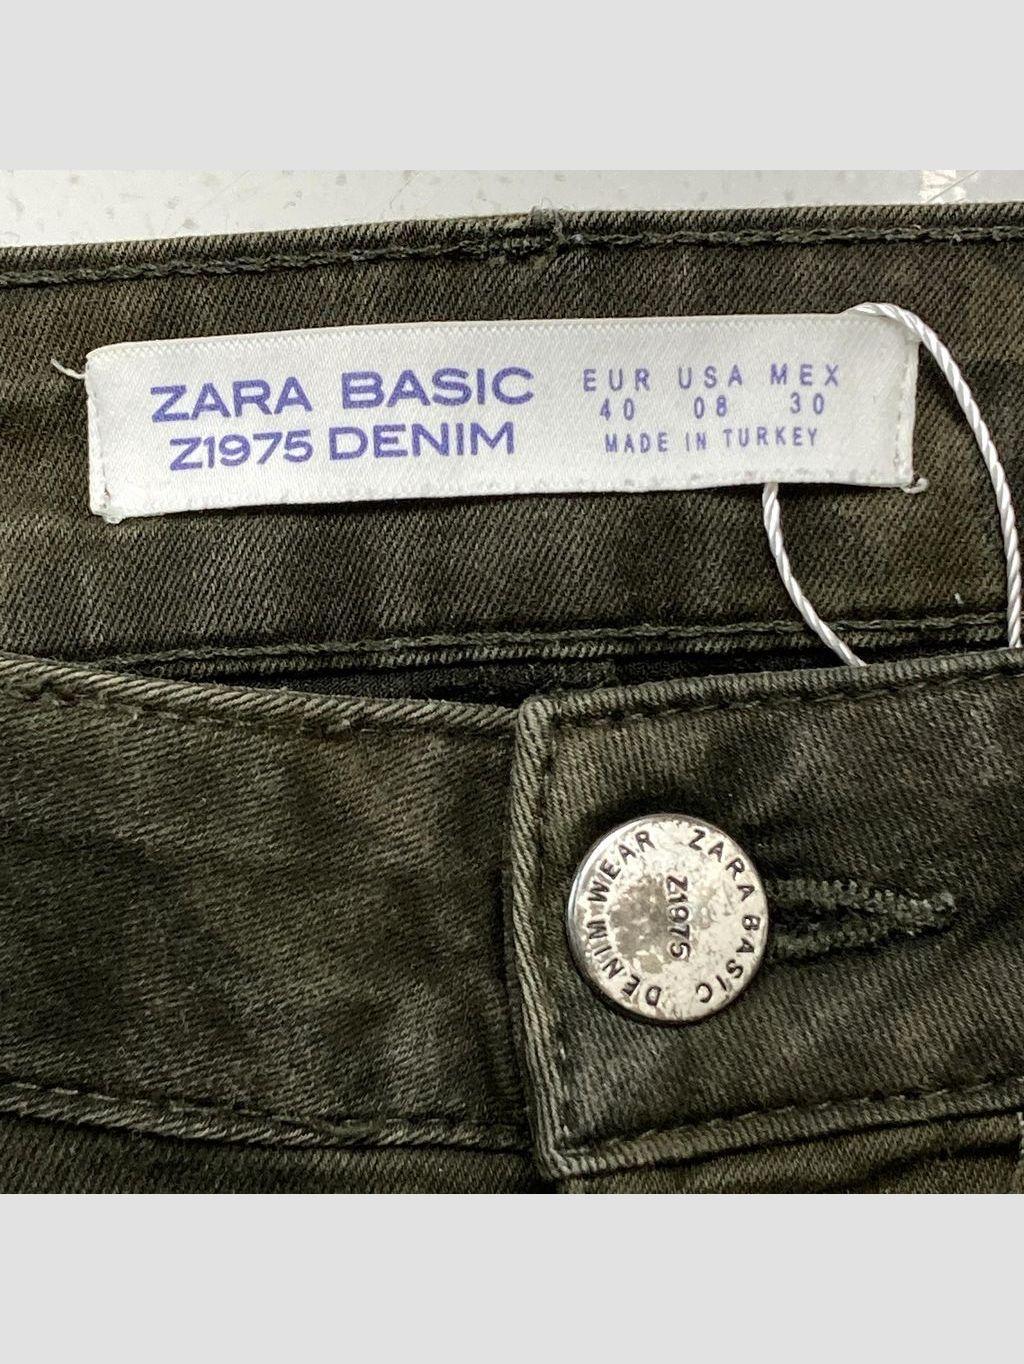 ZARA BASIC
Z1975 DENIM
EUR USA MEX
40 08 30
MADE IN TURKEY
ZARA BASIC DENIM WEAR
Z1975